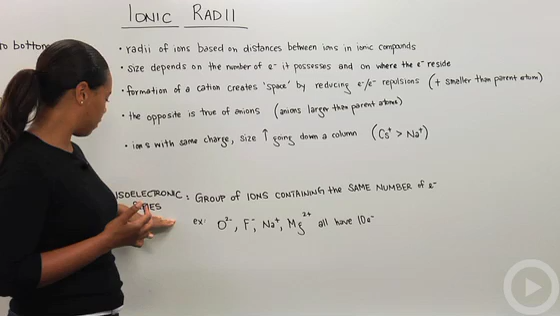 IONIC RADII
to bottom
• radii of ions based on distances between ions in ionic compounds
• size depends on the number of e⁻ it possesses and on where the e⁻ reside
• formation of a cation creates 'space' by reducing e⁻/e⁻ repulsions (+ smaller than parent atom)
• the opposite is true of anions (anions larger than parent atoms)
• ions with same charge, size ↑ going down a column (Cs⁺ > Na⁺)
ISOELECTRONIC : GROUP OF IONS CONTAINING the SAME NUMBER of e⁻
ex: O²⁻, F⁻, Na⁺, Mg²⁺ all have 10e⁻